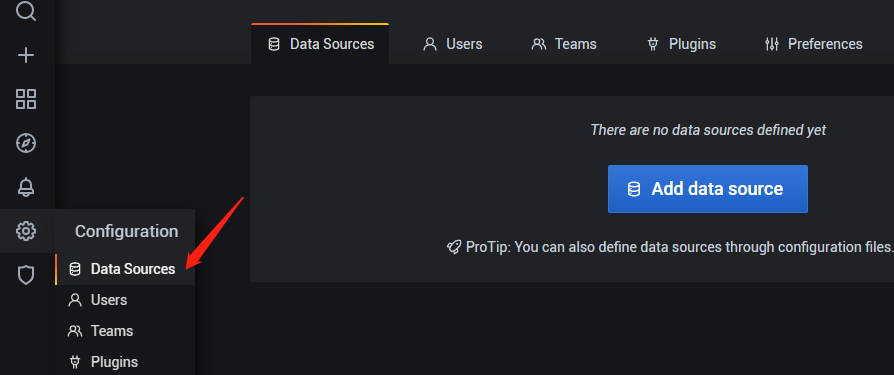 Data Sources Users Teams Plugins Preferences
There are no data sources defined yet
Add data source
ProTip: You can also define data sources through configuration files.
Configuration
Data Sources
Users
Teams
Plugins